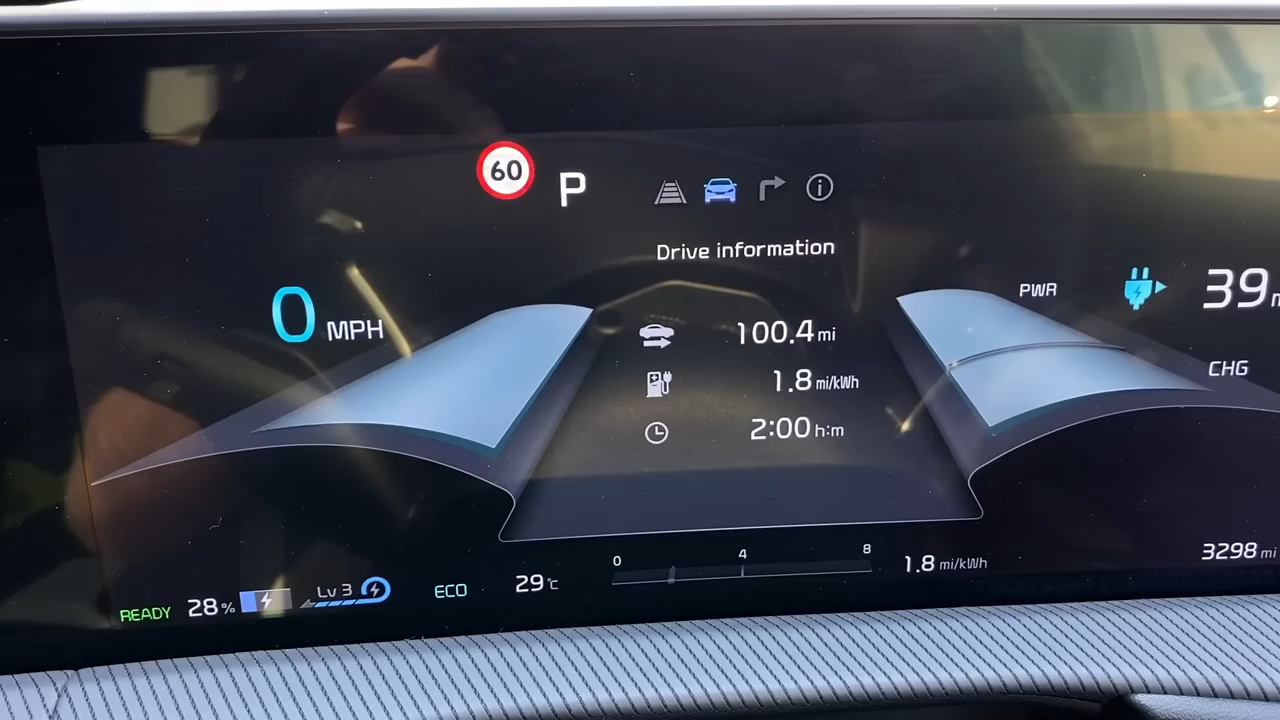 60
P
Drive information
0 MPH
PWR
39
100.4 mi
CHG
1.8 mi/kWh
2:00 h:m
0 4 8
1.8 mi/kWh
3298 mi
READY
28%
Lv 3
ECO
29°C